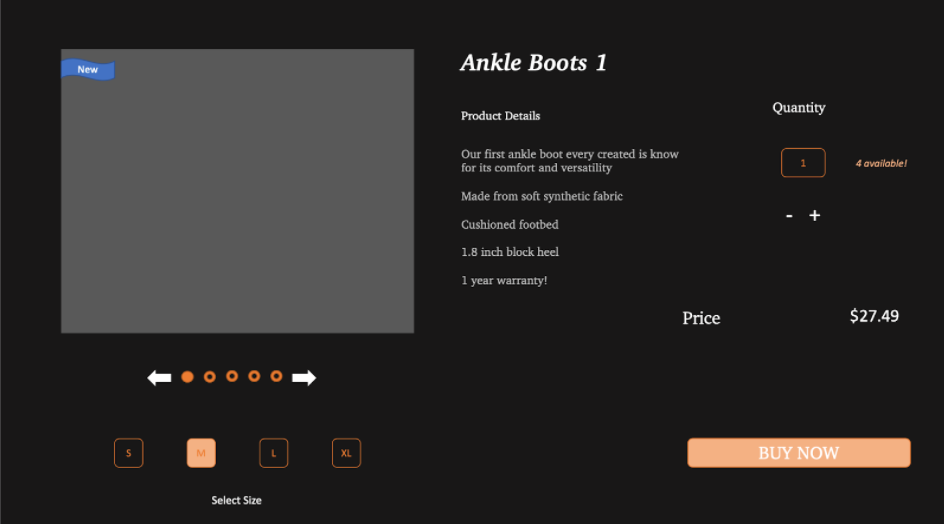 New
Ankle Boots 1
Product Details
Our first ankle boot every created is know
for its comfort and versatility
Made from soft synthetic fabric
Cushioned footbed
1.8 inch block heel
1 year warranty!
Quantity
1
4 available!
- +
Price
$27.49
S M L XL
Select Size
BUY NOW